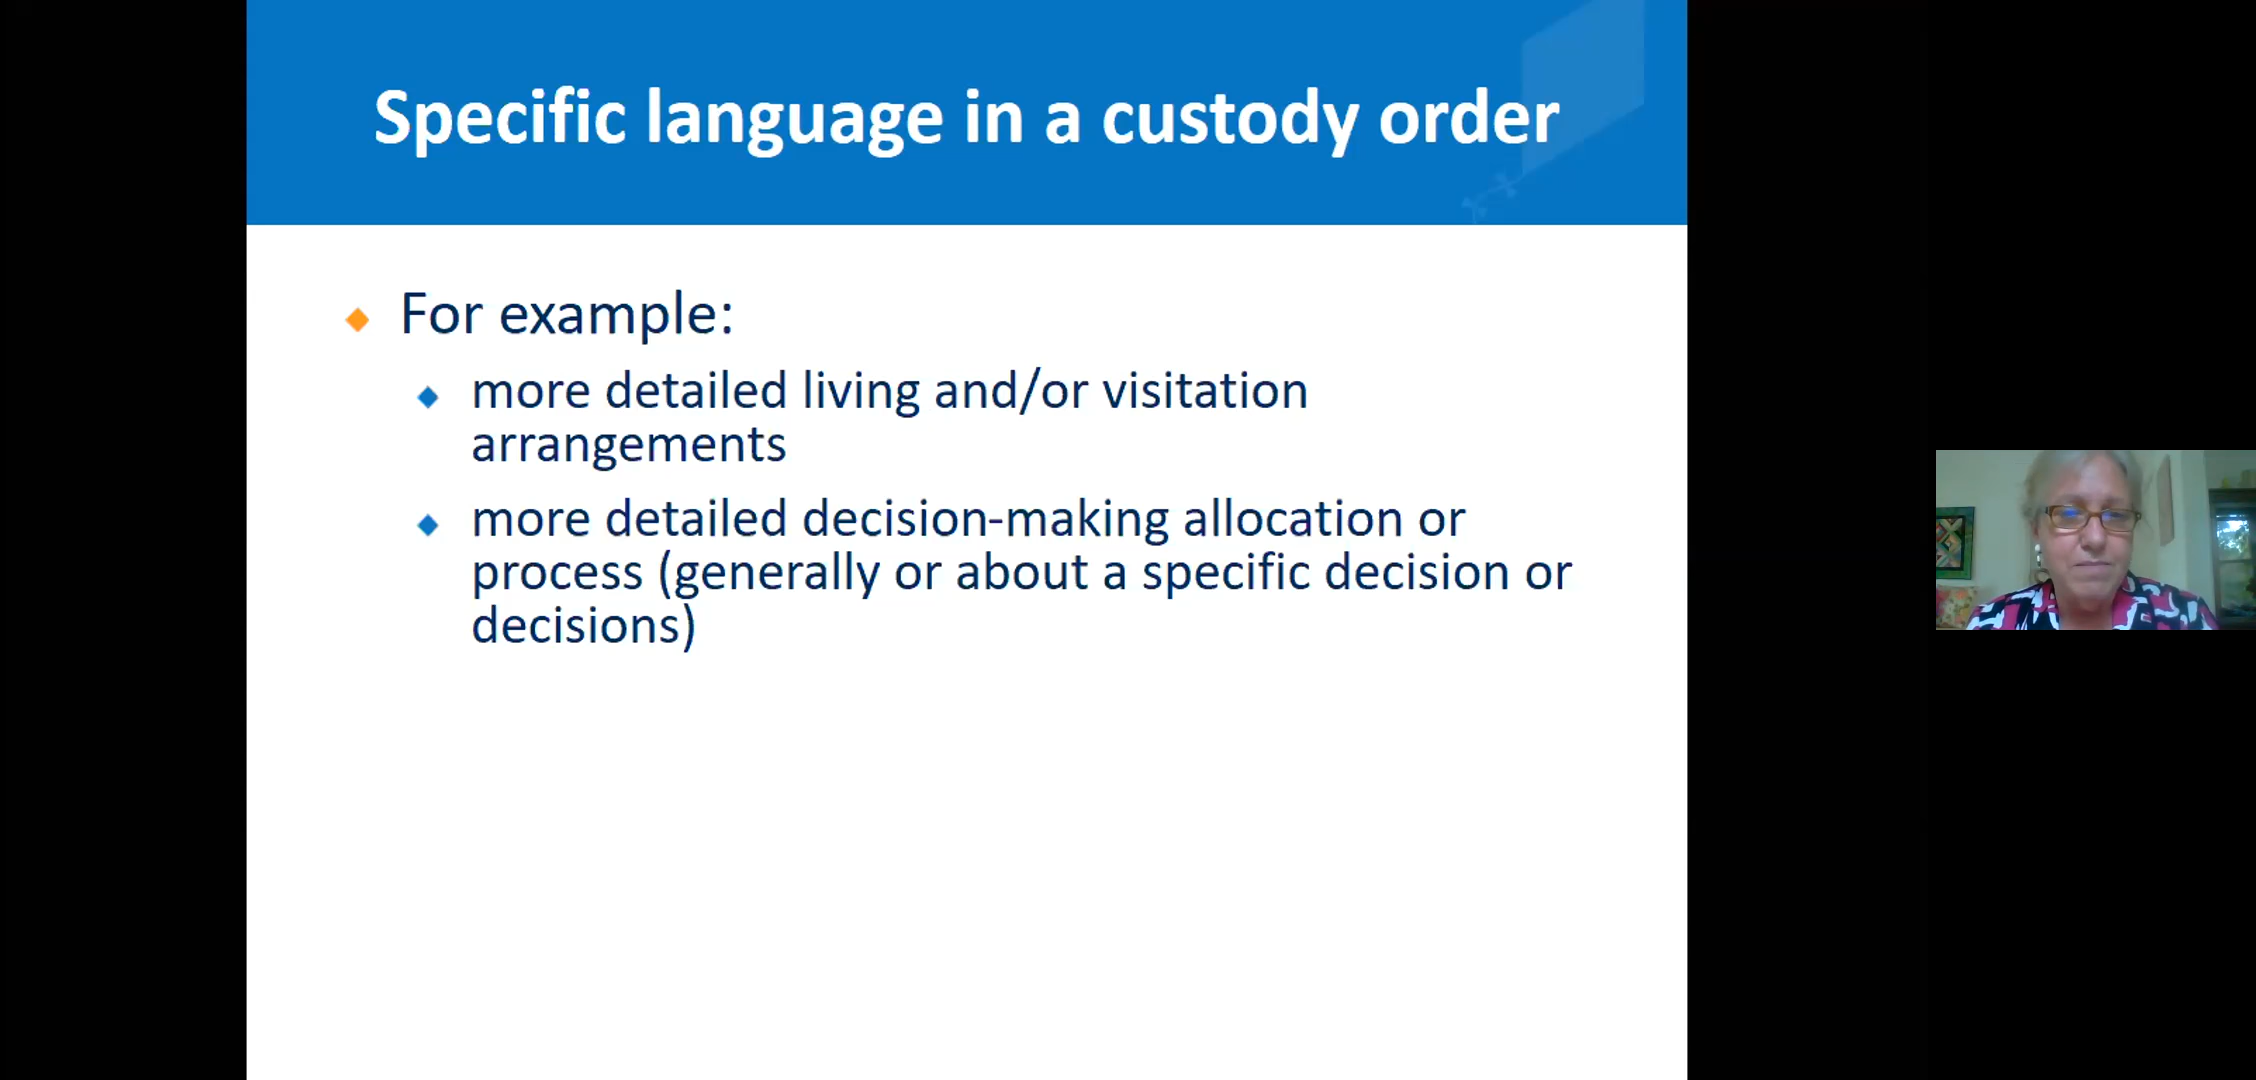 Specific language in a custody order
For example:
more detailed living and/or visitation
arrangements
more detailed decision-making allocation or
process (generally or about a specific decision or
decisions)